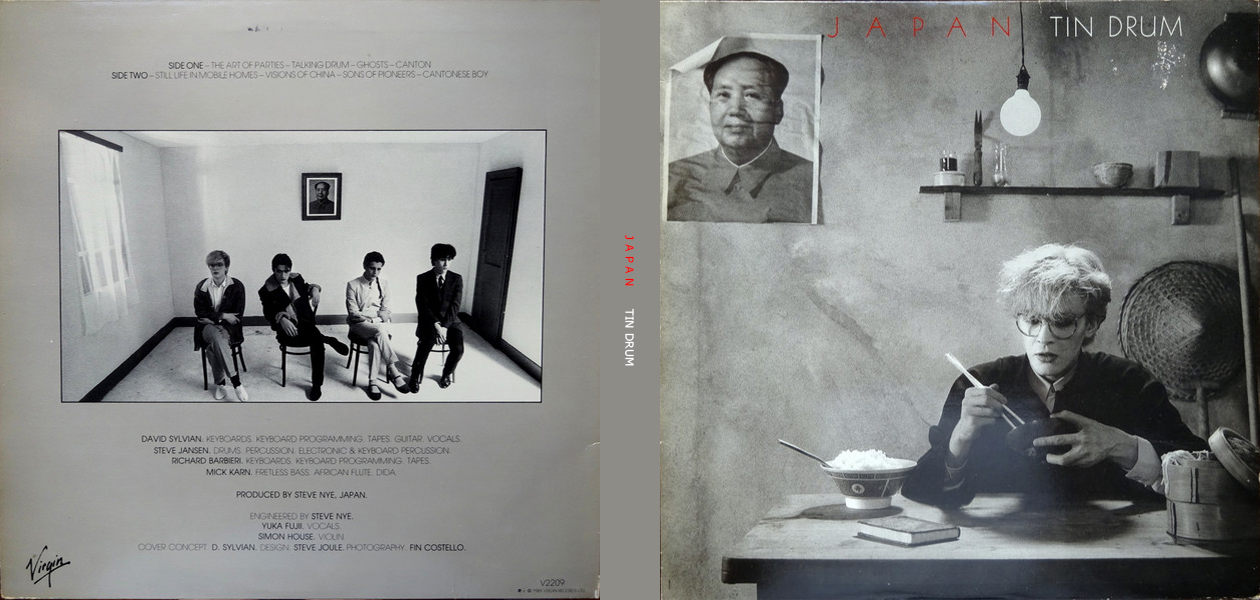 SIDE ONE – THE ART OF PARTIES – TALKING DRUM – GHOSTS – CANTON
SIDE TWO – STILL LIFE IN MOBILE HOMES – VISIONS OF CHINA – SONS OF PIONEERS – CANTONESE BOY
DAVID SYLVIAN. KEYBOARDS. KEYBOARD PROGRAMMING. TAPES. GUITAR. VOCALS.
STEVE JANSEN. DRUMS. PERCUSSION. ELECTRONIC & KEYBOARD PERCUSSION.
RICHARD BARBIERI. KEYBOARDS. KEYBOARD PROGRAMMING. TAPES.
MICK KARN. FRETLESS BASS. AFRICAN FLUTE. DIDA.
PRODUCED BY STEVE NYE, JAPAN.
ENGINEERED BY STEVE NYE.
YUKA FUJII. VOCALS.
SIMON HOUSE. VIOLIN.
COVER CONCEPT. D. SYLVIAN. DESIGN. STEVE JOULE. PHOTOGRAPHY. FIN COSTELLO.
Virgin
V2209
JAPAN TIN DRUM
JAPAN TIN DRUM